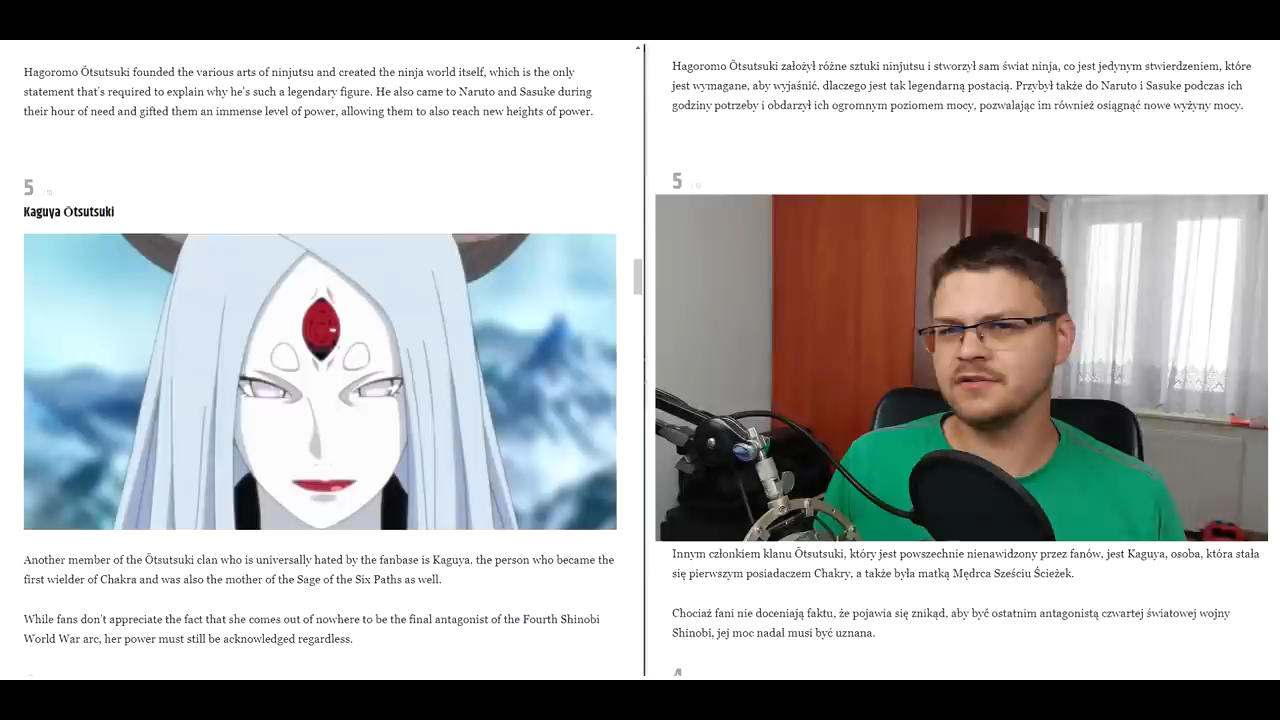 Hagoromo Ōtsutsuki founded the various arts of ninjutsu and created the ninja world itself, which is the only
statement that's required to explain why he's such a legendary figure. He also came to Naruto and Sasuke during
their hour of need and gifted them an immense level of power, allowing them to also reach new heights of power.
5 / 10
Kaguya Ōtsutsuki
Another member of the Ōtsutsuki clan who is universally hated by the fanbase is Kaguya, the person who became the
first wielder of Chakra and was also the mother of the Sage of the Six Paths as well.
While fans don't appreciate the fact that she comes out of nowhere to be the final antagonist of the Fourth Shinobi
World War arc, her power must still be acknowledged regardless.
Hagoromo Ōtsutsuki założył różne sztuki ninjutsu i stworzył sam świat ninja, co jest jedynym stwierdzeniem, które
jest wymagane, aby wyjaśnić, dlaczego jest tak legendarną postacią. Przybył także do Naruto i Sasuke podczas ich
godziny potrzeby i obdarzył ich ogromnym poziomem mocy, pozwalając im również osiągnąć nowe wyżyny mocy.
5 / 10
Innym członkiem klanu Ōtsutsuki, który jest powszechnie nienawidzony przez fanów, jest Kaguya, osoba, która stała
się pierwszym posiadaczem Chakry, a także była matką Mędrca Sześciu Ścieżek.
Chociaż fani nie doceniają faktu, że pojawia się znikąd, aby być ostatnim antagonistą czwartej światowej wojny
Shinobi, jej moc nadal musi być uznana.